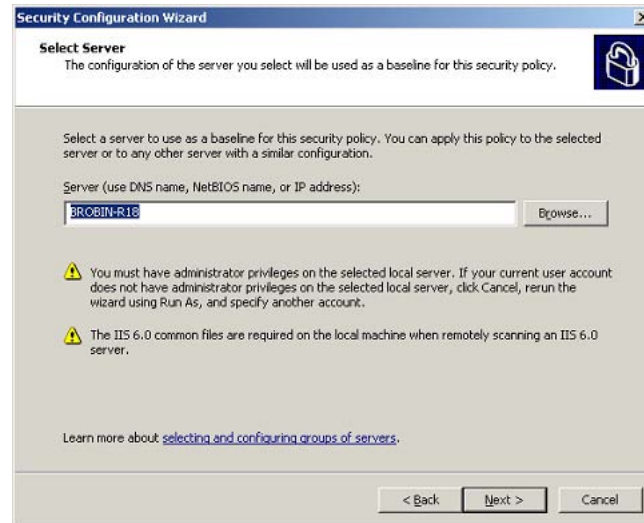 Security Configuration Wizard
Select Server
The configuration of the server you select will be used as a baseline for this security policy.
Select a server to use as a baseline for this security policy. You can apply this policy to the selected
server or to any other server with a similar configuration.
Server (use DNS name, NetBIOS name, or IP address):
BROBIN-R18
Browse...
You must have administrator privileges on the selected local server. If your current user account
does not have administrator privileges on the selected local server, click Cancel, rerun the
wizard using Run As, and specify another account.
The IIS 6.0 common files are required on the local machine when remotely scanning an IIS 6.0
server.
Learn more about selecting and configuring groups of servers.
< Back
Next >
Cancel